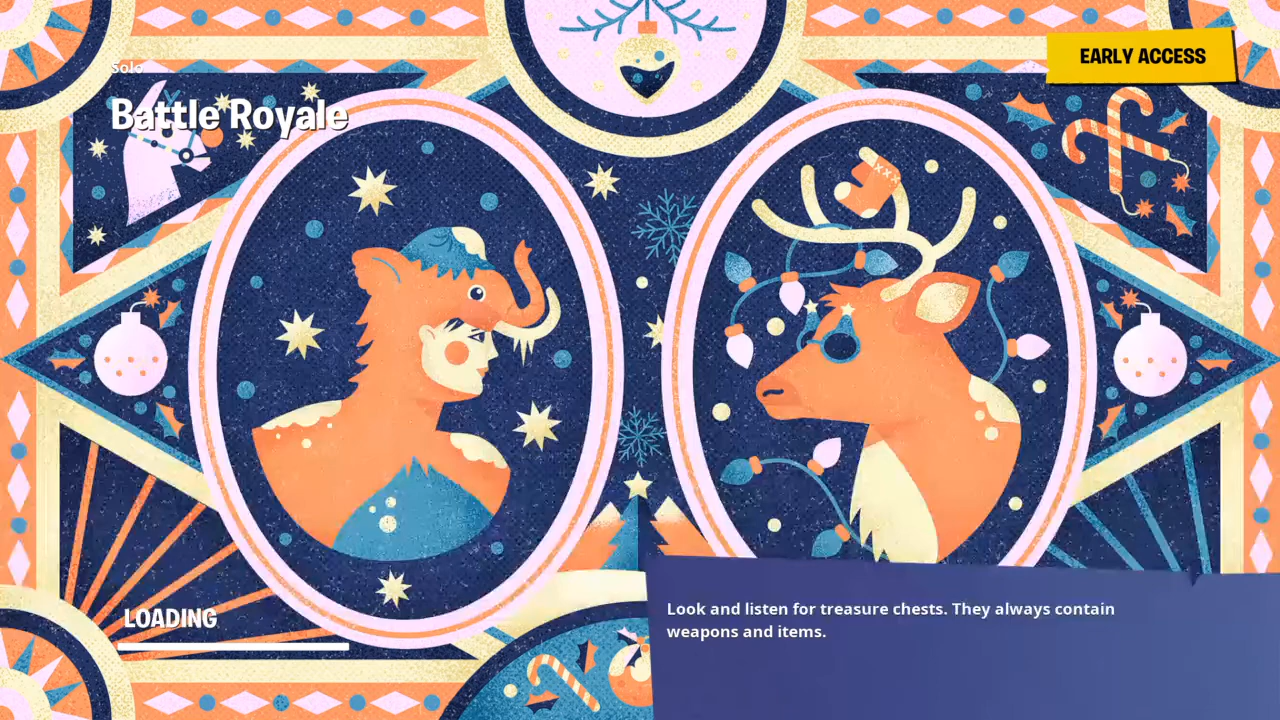 Solo
Battle Royale
EARLY ACCESS
LOADING
Look and listen for treasure chests. They always contain
weapons and items.